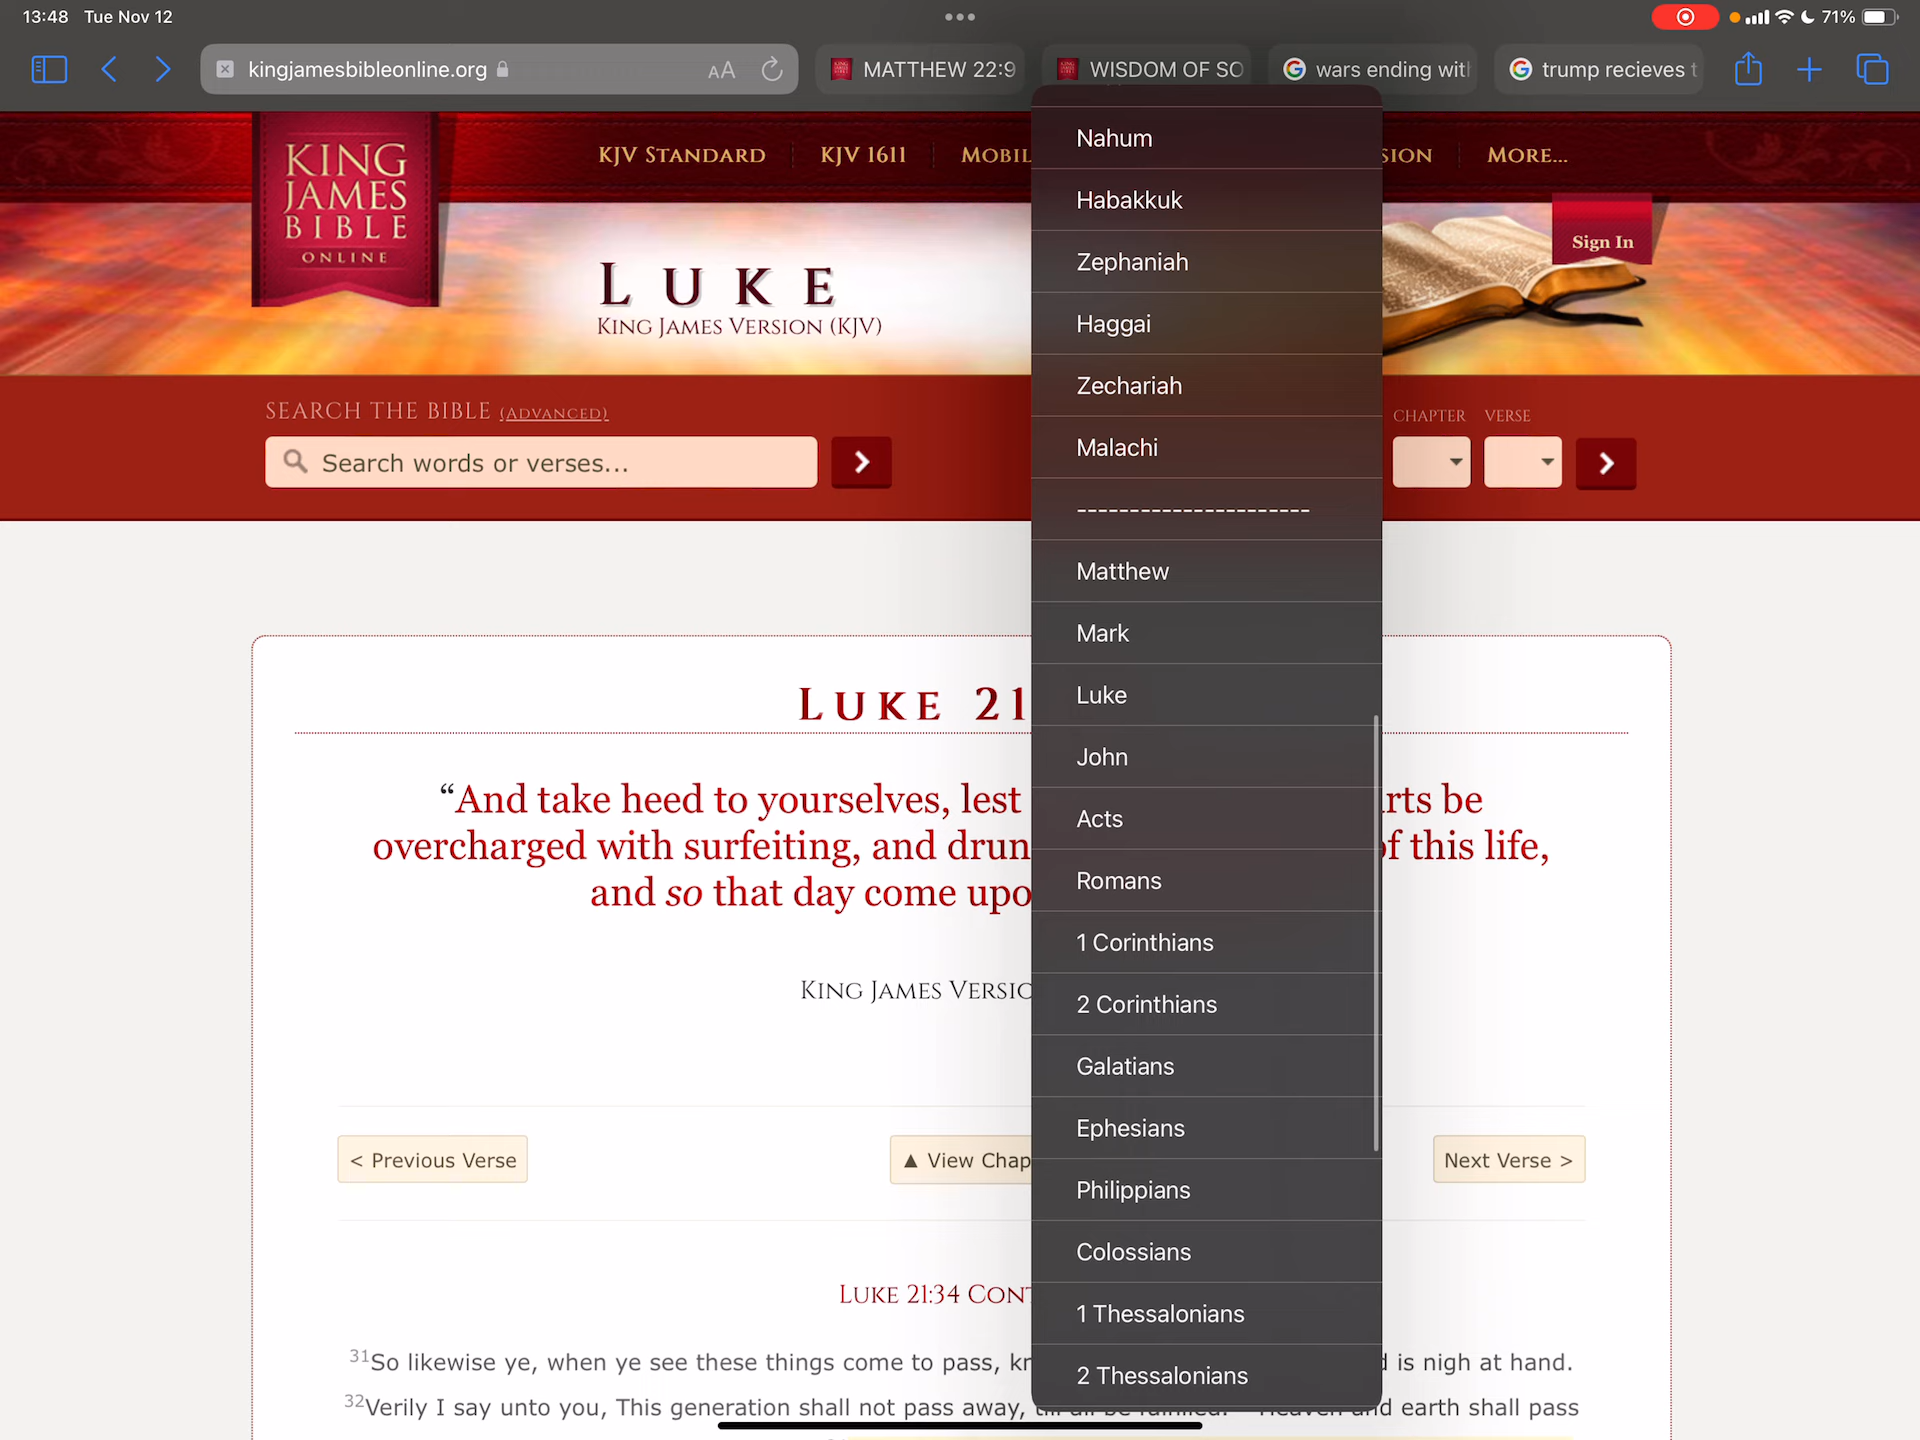 13:48 Tue Nov 12
71%
kingjamesbibleonline.org
AA
MATTHEW 22:9
WISDOM OF SO
wars ending wit
trump recieves t
KING
JAMES
BIBLE
ONLINE
KJV STANDARD
KJV 1611
MOBIL
SION
MORE...
Sign In
LUKE
KING JAMES VERSION (KJV)
SEARCH THE BIBLE (ADVANCED)
Search words or verses...
CHAPTER VERSE
Nahum
Habakkuk
Zephaniah
Haggai
Zechariah
Malachi
----------------------
Matthew
Mark
Luke
John
Acts
Romans
1 Corinthians
2 Corinthians
Galatians
Ephesians
Philippians
Colossians
1 Thessalonians
2 Thessalonians
LUKE 21
“And take heed to yourselves, lest rts be
overcharged with surfeiting, and drun of this life,
and so that day come upo
KING JAMES VERSIO
< Previous Verse
▲ View Chap
Next Verse >
LUKE 21:34 CONT
31So likewise ye, when ye see these things come to pass, kn is nigh at hand.
32Verily I say unto you, This generation shall not pass away, and earth shall pass